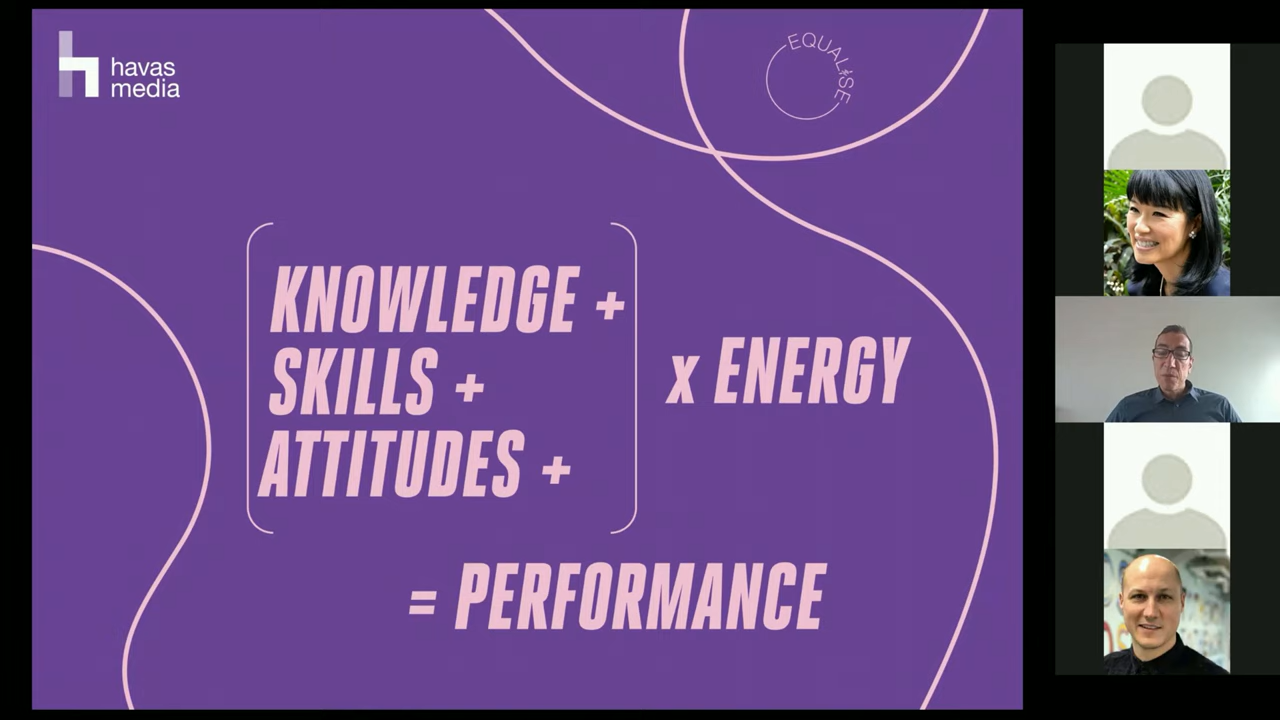 havas
media
EQUALISE
KNOWLEDGE +
SKILLS +
ATTITUDES +
x ENERGY
= PERFORMANCE